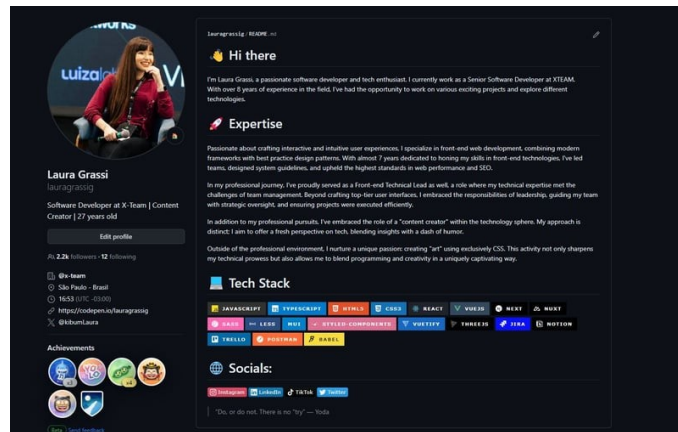 WORKS
Luizal
VI
Laura Grassi
lauragrassig
Software Developer at X-Team | Content
Creator | 27 years old
Edit profile
2.2k followers · 12 following
@x-team
São Paulo - Brasil
16:53 (UTC -03:00)
https://codepen.io/lauragrassig
@kibumLaura
Achievements
x3
x4
Beta Send feedback
lauragrassig / README.md
Hi there
I'm Laura Grassi, a passionate software developer and tech enthusiast. I currently work as a Senior Software Developer at XTEAM.
With over 8 years of experience in the field, I've had the opportunity to work on various exciting projects and explore different
technologies.
Expertise
Passionate about crafting interactive and intuitive user experiences, I specialize in front-end web development, combining modern
frameworks with best practice design patterns. With almost 7 years dedicated to honing my skills in front-end technologies, I've led
teams, designed system guidelines, and upheld the highest standards in web performance and SEO.
In my professional journey, I've proudly served as a Front-end Technical Lead as well, a role where my technical expertise met the
challenges of team management. Beyond crafting top-tier user interfaces, I embraced the responsibilities of leadership, guiding my team
with strategic oversight, and ensuring projects were executed efficiently.
In addition to my professional pursuits, I've embraced the role of a "content creator" within the technology sphere. My approach is
distinct; I aim to offer a fresh perspective on tech, blending insights with a dash of humor.
Outside of the professional environment, I nurture a unique passion: creating "art" using exclusively CSS. This activity not only sharpens
my technical prowess but also allows me to blend programming and creativity in a uniquely captivating way.
Tech Stack
JAVASCRIPT TYPESCRIPT HTML5 CSS3 REACT VUEJS NEXT NUXT
SASS LESS MUI STYLED-COMPONENTS VUETIFY THREEJS JIRA NOTION
TRELLO POSTMAN BABEL
Socials:
Instagram LinkedIn TikTok Twitter
"Do, or do not. There is no "try" — Yoda